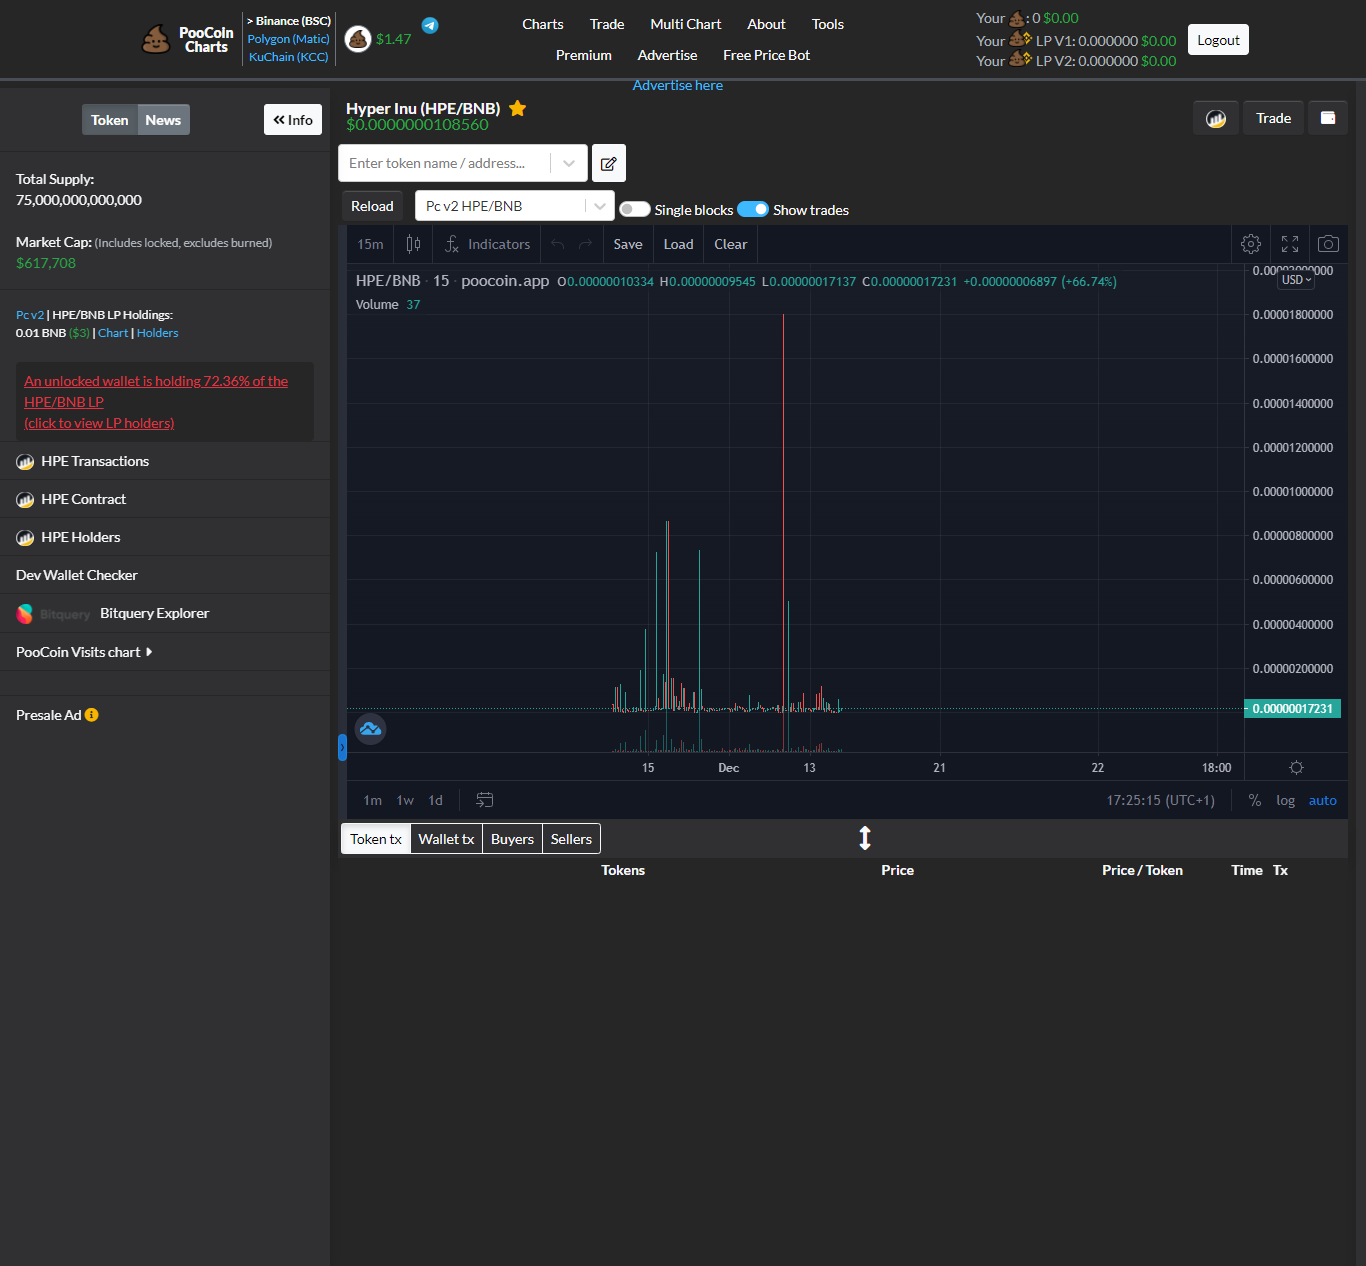 PooCoin
Charts
> Binance (BSC)
Polygon (Matic)
KuChain (KCC)
$1.47
Charts Trade Multi Chart About Tools
Premium Advertise Free Price Bot
Your : 0 $0.00
Your LP V1: 0.000000 $0.00
Your LP V2: 0.000000 $0.00
Logout
Advertise here
Token News
Info
Total Supply:
75,000,000,000,000
Market Cap: (Includes locked, excludes burned)
$617,708
Pc v2 | HPE/BNB LP Holdings:
0.01 BNB ($3) | Chart | Holders
An unlocked wallet is holding 72.36% of the
HPE/BNB LP
(click to view LP holders)
HPE Transactions
HPE Contract
HPE Holders
Dev Wallet Checker
Bitquery Bitquery Explorer
PooCoin Visits chart
Presale Ad
Hyper Inu (HPE/BNB)
$0.0000000108560
Trade
Enter token name / address...
Reload
Pc v2 HPE/BNB
Single blocks
Show trades
15m Indicators Save Load Clear
HPE/BNB · 15 · poocoin.app O0.00000010334 H0.00000009545 L0.00000017137 C0.00000017231 +0.00000006897 (+66.74%)
Volume 37
USD
0.00001800000
0.00001600000
0.00001400000
0.00001200000
0.00001000000
0.00000800000
0.00000600000
0.00000400000
0.00000200000
0.00000017231
15 Dec 13 21 22 18:00
1m 1w 1d
17:25:15 (UTC+1) % log auto
Token tx Wallet tx Buyers Sellers
Tokens Price Price / Token Time Tx